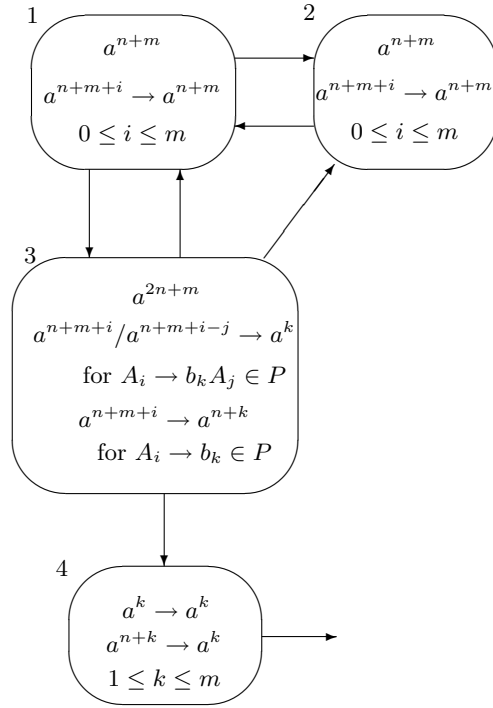 1
a^{n+m}
a^{n+m+i} → a^{n+m}
0 ≤ i ≤ m
2
a^{n+m}
a^{n+m+i} → a^{n+m}
0 ≤ i ≤ m
3
a^{2n+m}
a^{n+m+i}/a^{n+m+i−j} → a^k
for A_i → b_k A_j ∈ P
a^{n+m+i} → a^{n+k}
for A_i → b_k ∈ P
4
a^k → a^k
a^{n+k} → a^k
1 ≤ k ≤ m